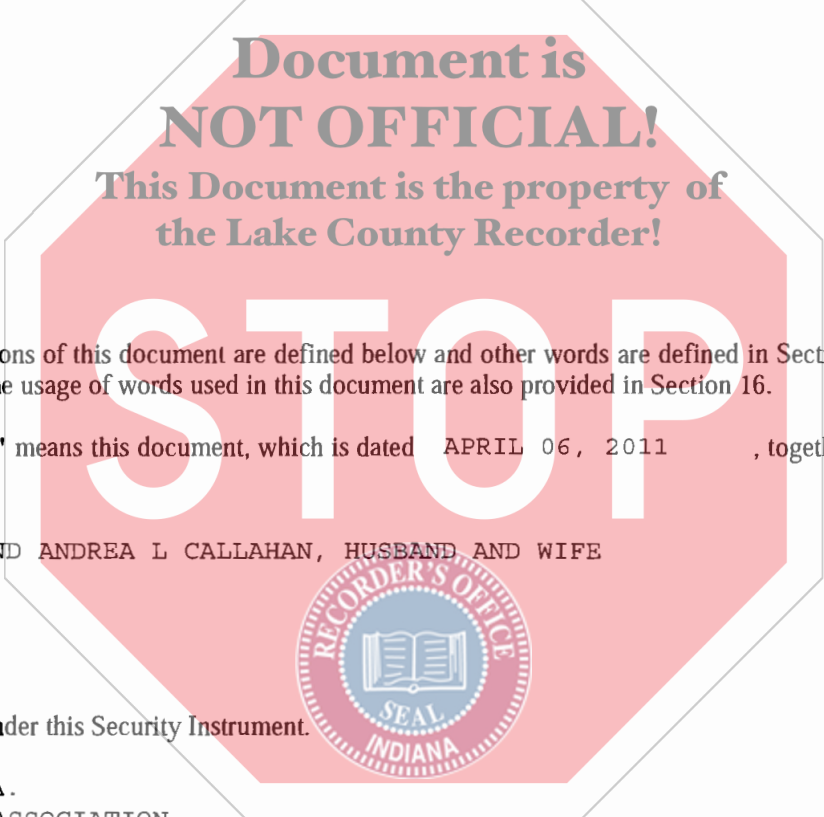 Document is
NOT OFFICIAL!
This Document is the property of
the Lake County Recorder!
STOP
ons of this document are defined below and other words are defined in Sect
e usage of words used in this document are also provided in Section 16.
" means this document, which is dated APRIL 06, 2011 , toget
ND ANDREA L CALLAHAN, HUSBAND AND WIFE
RECORDER'S OFFICE
SEAL
INDIANA
nder this Security Instrument.
A.
ASSOCIATION